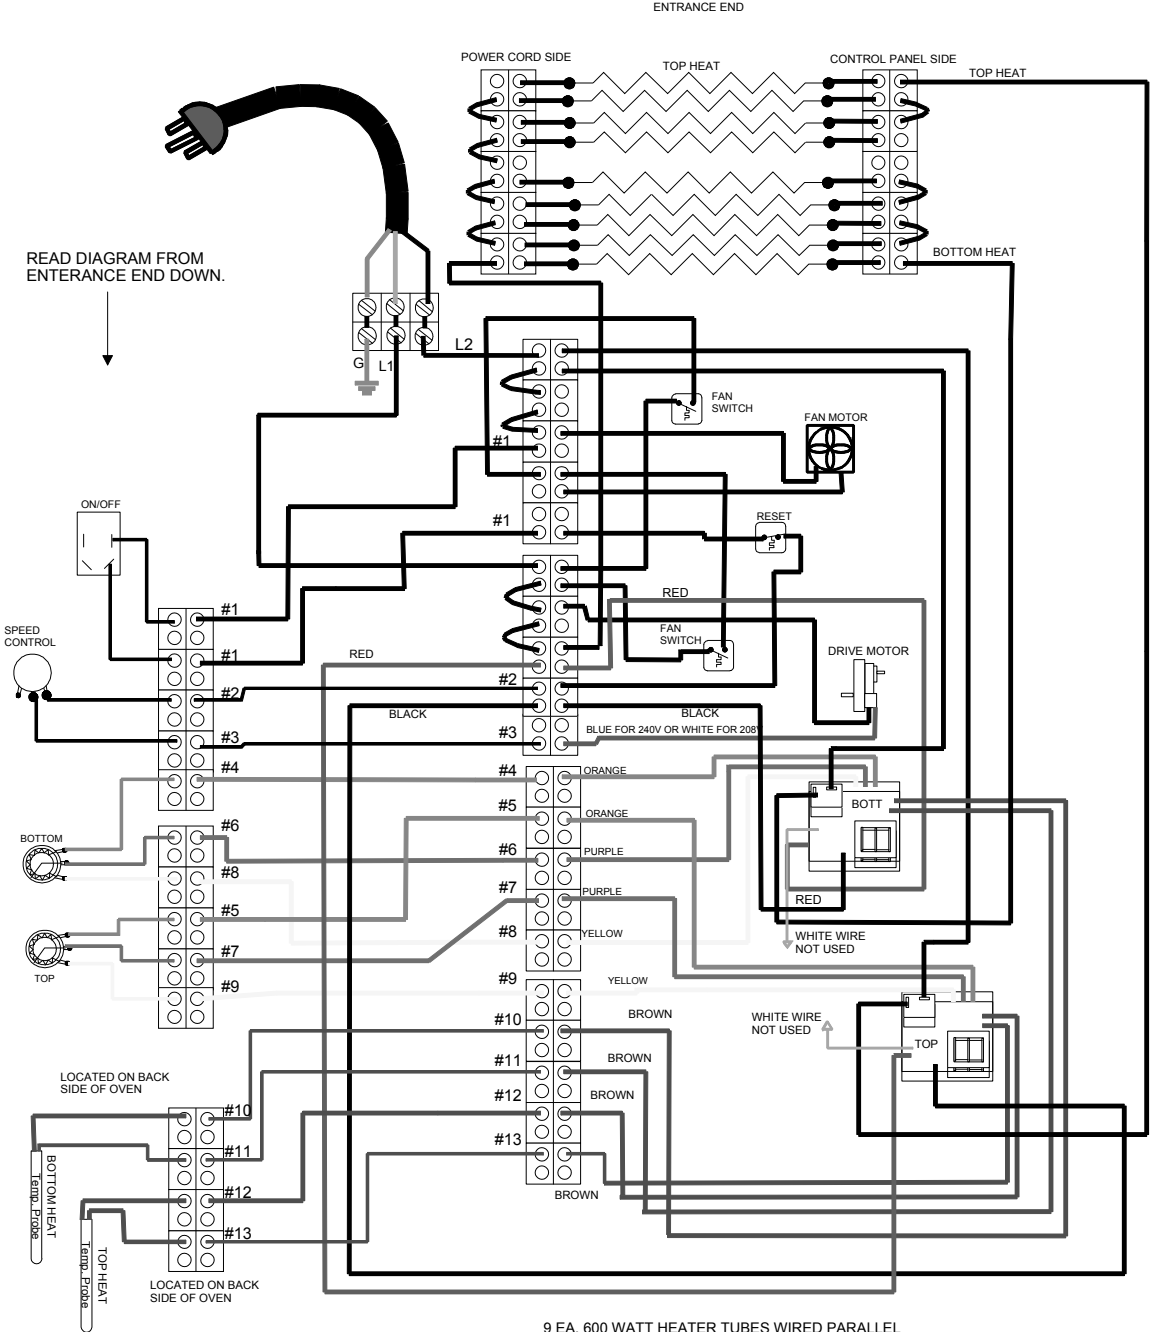 ENTRANCE END
POWER CORD SIDE
TOP HEAT
CONTROL PANEL SIDE
TOP HEAT
BOTTOM HEAT
READ DIAGRAM FROM
ENTERANCE END DOWN.
G
L1
L2
FAN
SWITCH
FAN MOTOR
#1
ON/OFF
#1
RESET
#1
RED
SPEED
CONTROL
#1
RED
FAN
SWITCH
DRIVE MOTOR
#2
#2
BLACK
BLACK
#3
#3
BLUE FOR 240V OR WHITE FOR 208V
#4
#4
ORANGE
BOTT
#5
ORANGE
#6
BOTTOM
#6
PURPLE
#8
#7
PURPLE
RED
#5
#8
YELLOW
WHITE WIRE
NOT USED
#7
TOP
#9
#9
YELLOW
#10
BROWN
WHITE WIRE
NOT USED
TOP
#11
BROWN
LOCATED ON BACK
SIDE OF OVEN
#12
BROWN
#10
#13
#11
BOTTOM HEAT
Temp. Probe
#12
BROWN
#13
TOP HEAT
Temp. Probe
LOCATED ON BACK
SIDE OF OVEN
9 EA. 600 WATT HEATER TUBES WIRED PARALLEL